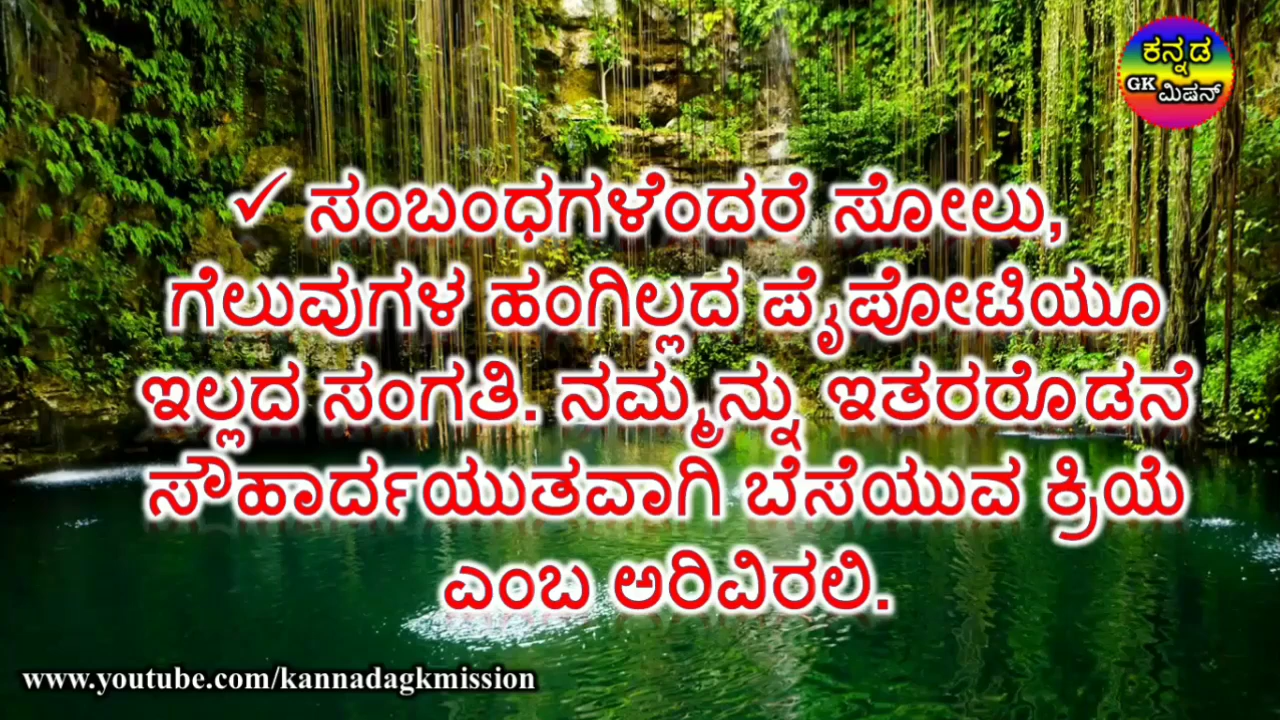 ಕನ್ನಡ
GK ಮಿಷನ್
✓ ಸಂಬಂಧಗಳೆಂದರೆ ಸೋಲು,
ಗೆಲುವುಗಳ ಹಂಗಿಲ್ಲದ ಪೈಪೋಟಿಯೂ
ಇಲ್ಲದ ಸಂಗತಿ. ನಮ್ಮನ್ನು ಇತರರೊಡನೆ
ಸೌಹಾರ್ದಯುತವಾಗಿ ಬೆಸೆಯುವ ಕ್ರಿಯೆ
ಎಂಬ ಅರಿವಿರಲಿ.
www.youtube.com/kannadagkmission